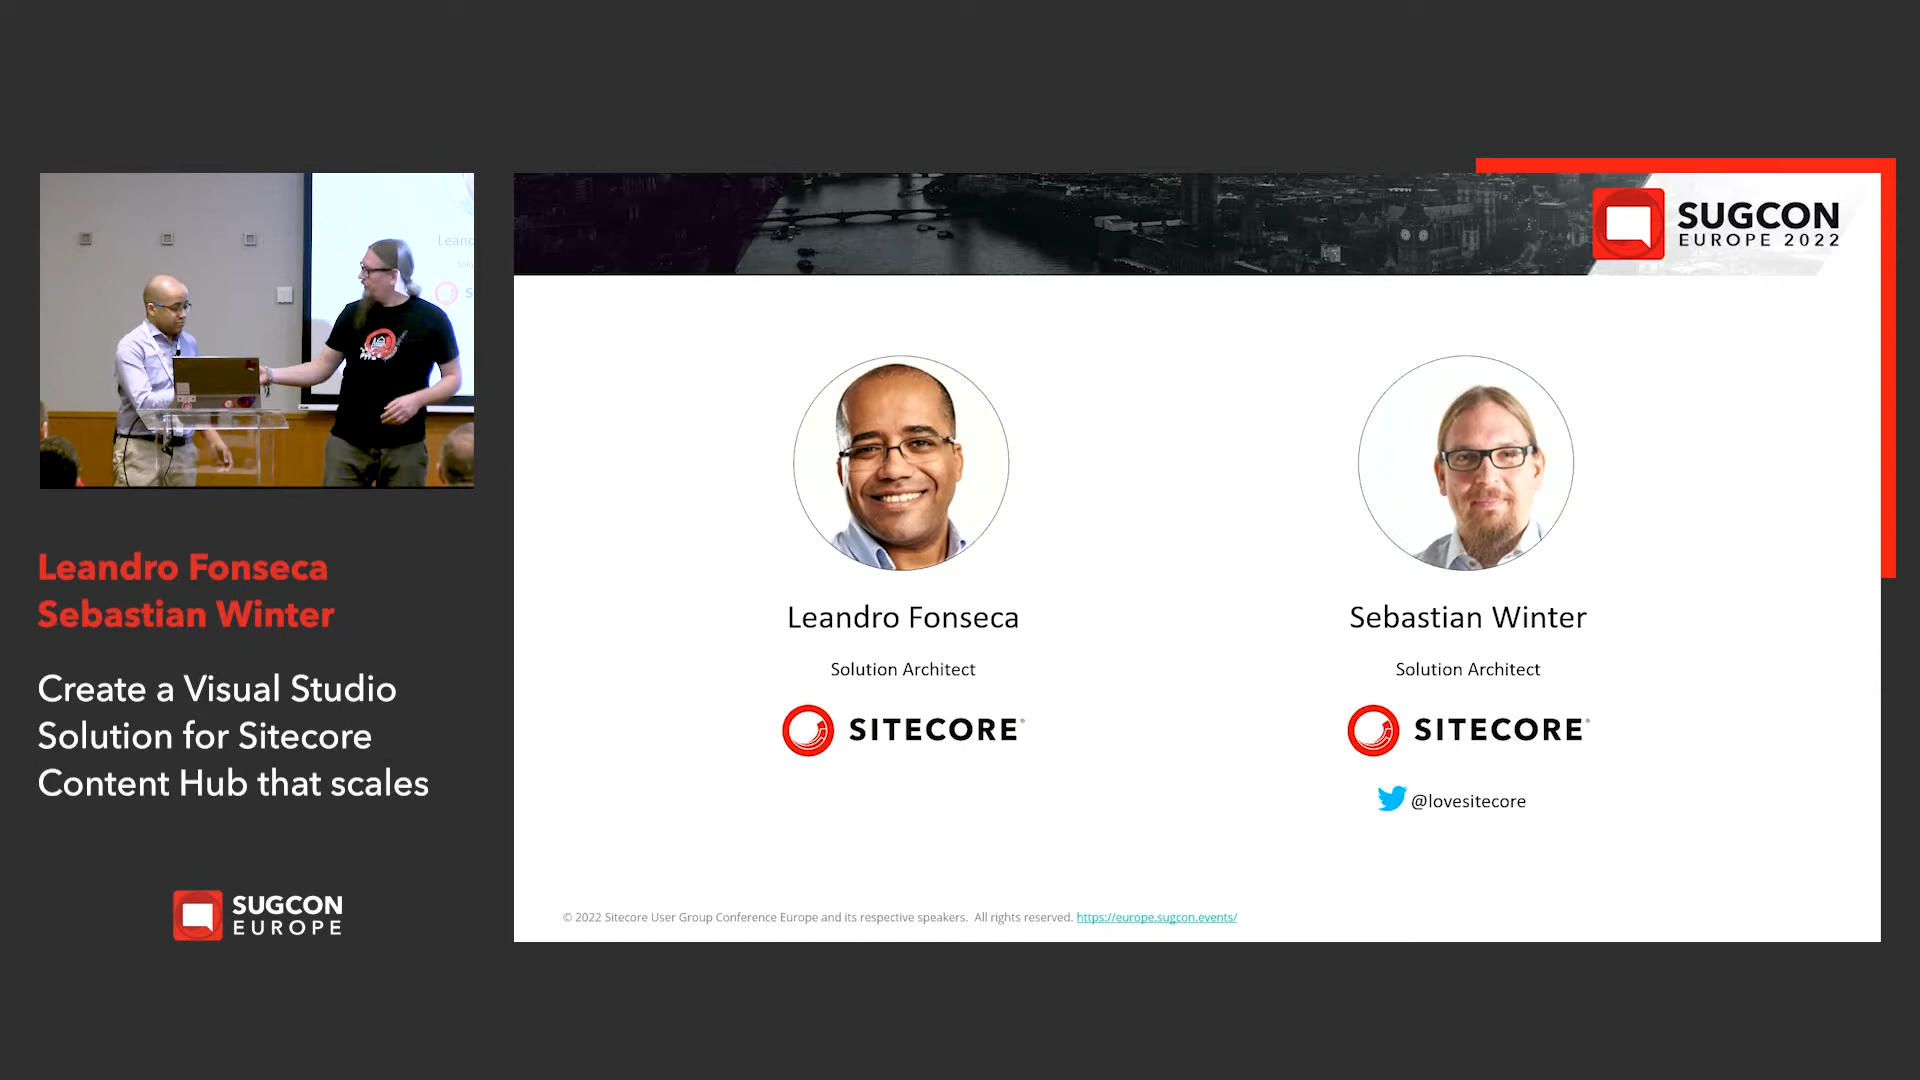 Leandro Fonseca
Sebastian Winter
Create a Visual Studio
Solution for Sitecore
Content Hub that scales
SUGCON
EUROPE
SUGCON
EUROPE 2022
Leandro Fonseca
Solution Architect
SITECORE®
Sebastian Winter
Solution Architect
SITECORE®
@lovesitecore
© 2022 Sitecore User Group Conference Europe and its respective speakers. All rights reserved. https://europe.sugcon.events/